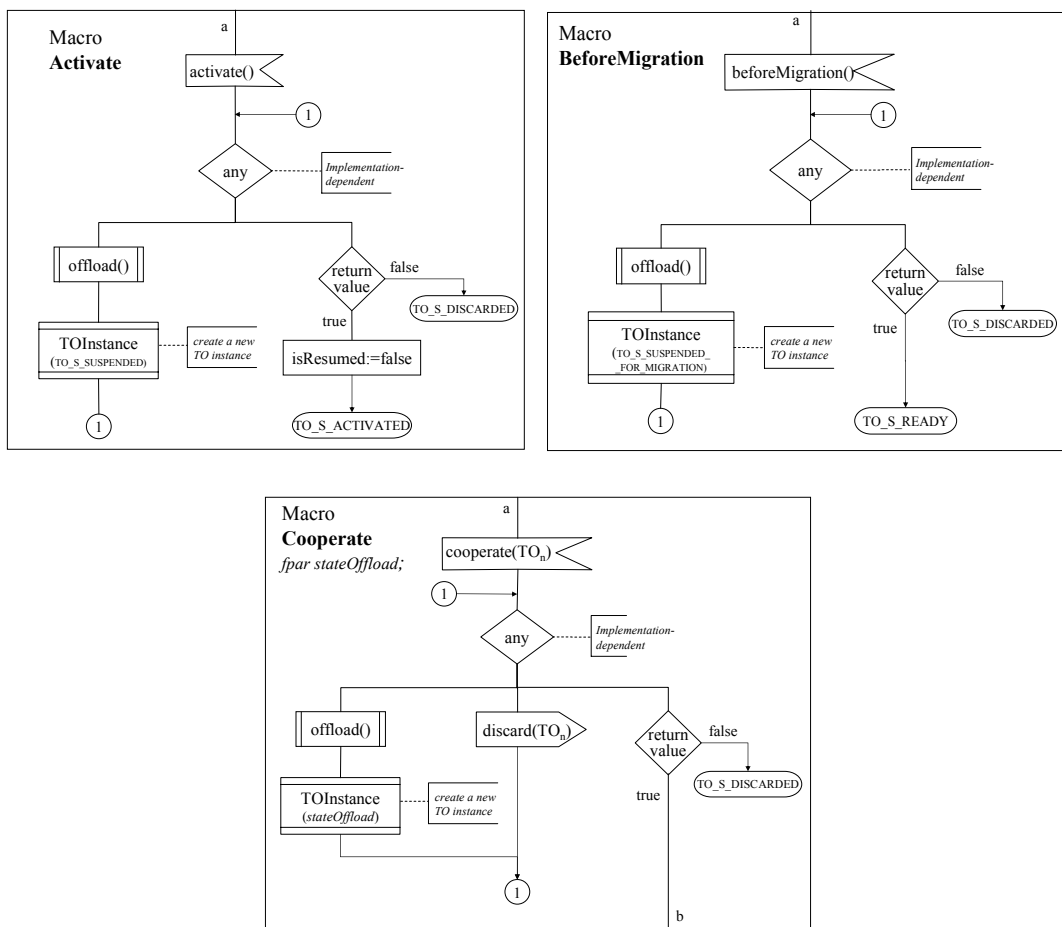 a
Macro
Activate
activate()
1
any
Implementation-
dependent
offload()
return
value
false
TO_S_DISCARDED
true
TOInstance
(TO_S_SUSPENDED)
create a new
TO instance
isResumed:=false
1
TO_S_ACTIVATED
a
Macro
BeforeMigration
beforeMigration()
1
any
Implementation-
dependent
offload()
return
value
false
TO_S_DISCARDED
true
TOInstance
(TO_S_SUSPENDED_
_FOR_MIGRATION)
create a new
TO instance
1
TO_S_READY
a
Macro
Cooperate
fpar stateOffload;
cooperate(TOn)
1
any
Implementation-
dependent
offload()
discard(TOn)
return
value
false
TO_S_DISCARDED
true
TOInstance
(stateOffload)
create a new
TO instance
1
b